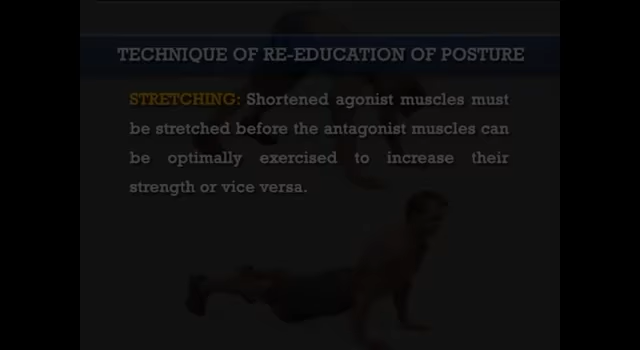 TECHNIQUE OF RE-EDUCATION OF POSTURE
STRETCHING: Shortened agonist muscles must
be stretched before the antagonist muscles can
be optimally exercised to increase their
strength or vice versa.